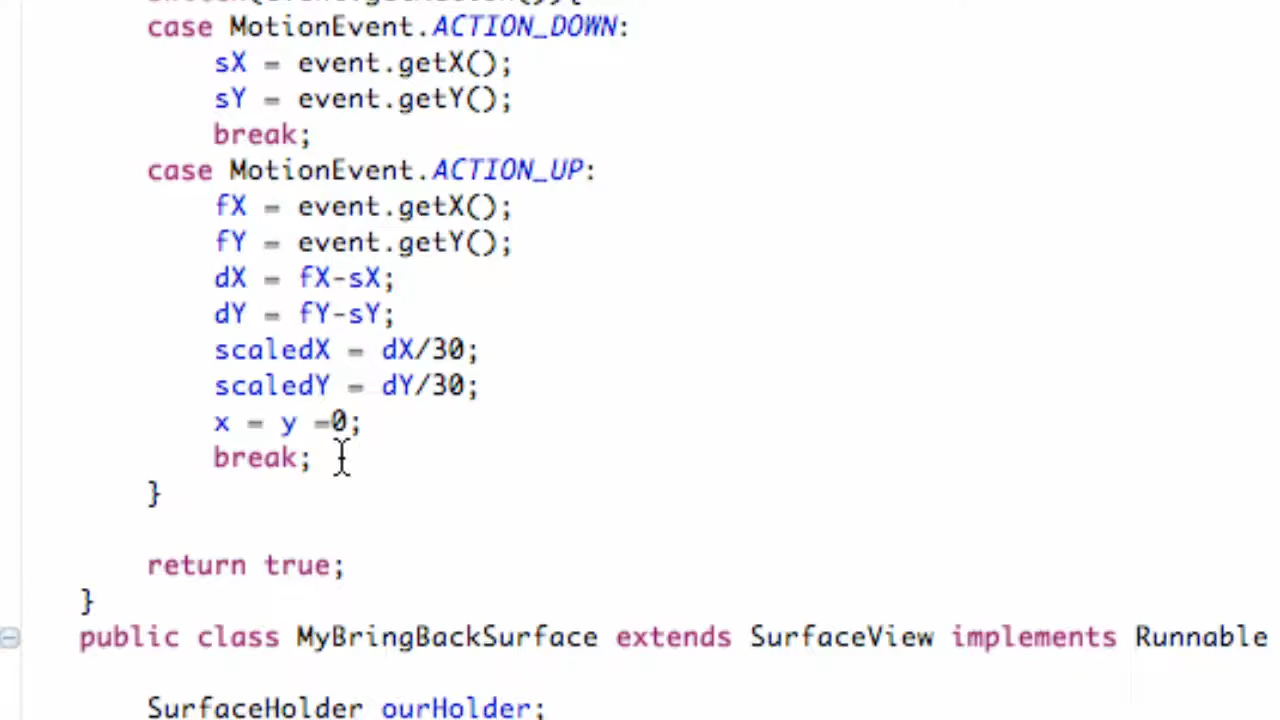 case MotionEvent.ACTION_DOWN:
sX = event.getX();
sY = event.getY();
break;
case MotionEvent.ACTION_UP:
fX = event.getX();
fY = event.getY();
dX = fX-sX;
dY = fY-sY;
scaledX = dX/30;
scaledY = dY/30;
x = y =0;
break;
}
return true;
}
public class MyBringBackSurface extends SurfaceView implements Runnable
SurfaceHolder ourHolder;